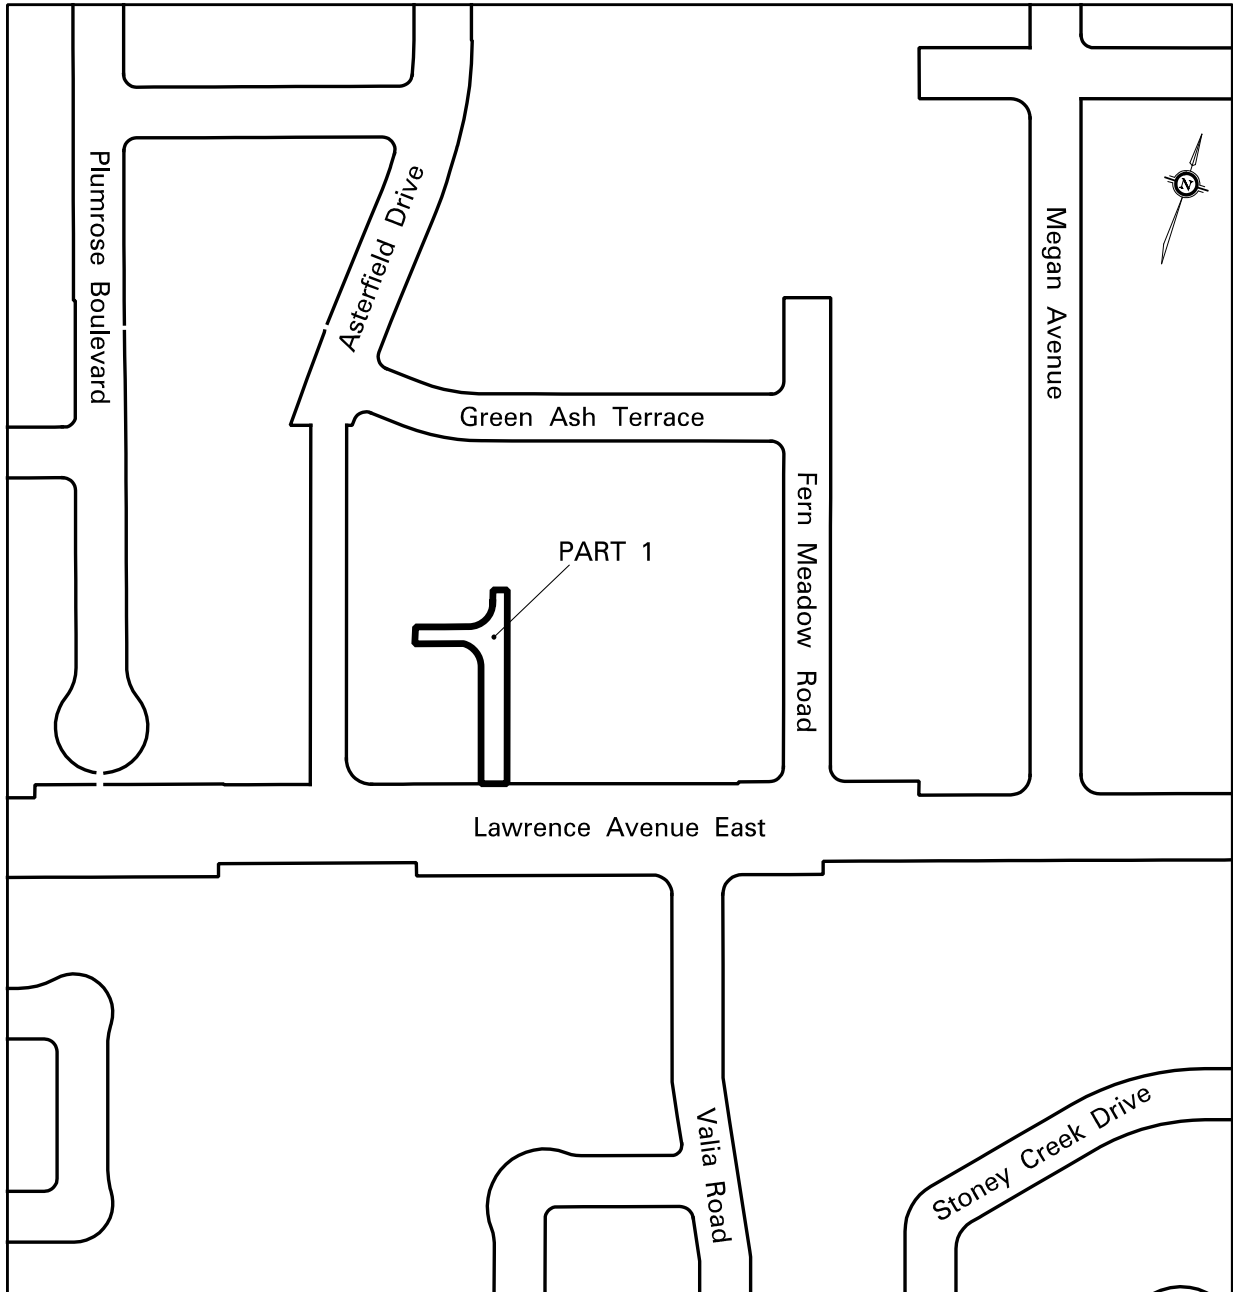 Plumrose Boulevard
Asterfield Drive
N
Megan Avenue
Green Ash Terrace
Fern Meadow Road
PART 1
Lawrence Avenue East
Valia Road
Stoney Creek Drive